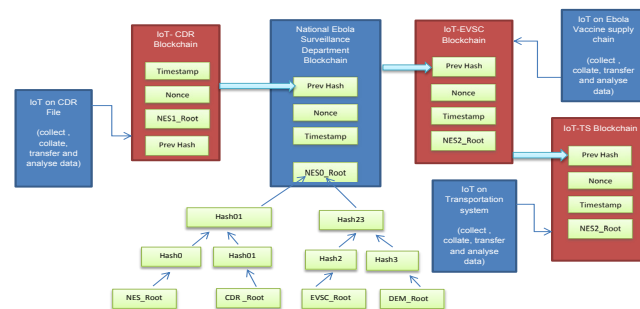 IoT- CDR
Blockchain
Timestamp
Nonce
NES1_Root
Prev Hash
IoT on CDR
File
(collect ,
collate,
transfer and
analyse data)
National Ebola
Surveillance
Department
Blockchain
Prev Hash
Nonce
Timestamp
NES0_Root
IoT-EVSC
Blockchain
Prev Hash
Nonce
Timestamp
NES2_Root
IoT on Ebola
Vaccine supply
chain
(collect ,
collate, transfer
and analyse
data)
IoT-TS Blockchain
Prev Hash
Nonce
Timestamp
NES2_Root
IoT on
Transportation
system
(collect ,
collate, transfer
and analyse
data)
Hash01
Hash23
Hash0
Hash01
Hash2
Hash3
NES_Root
CDR _Root
EVSC_Root
DEM_Root